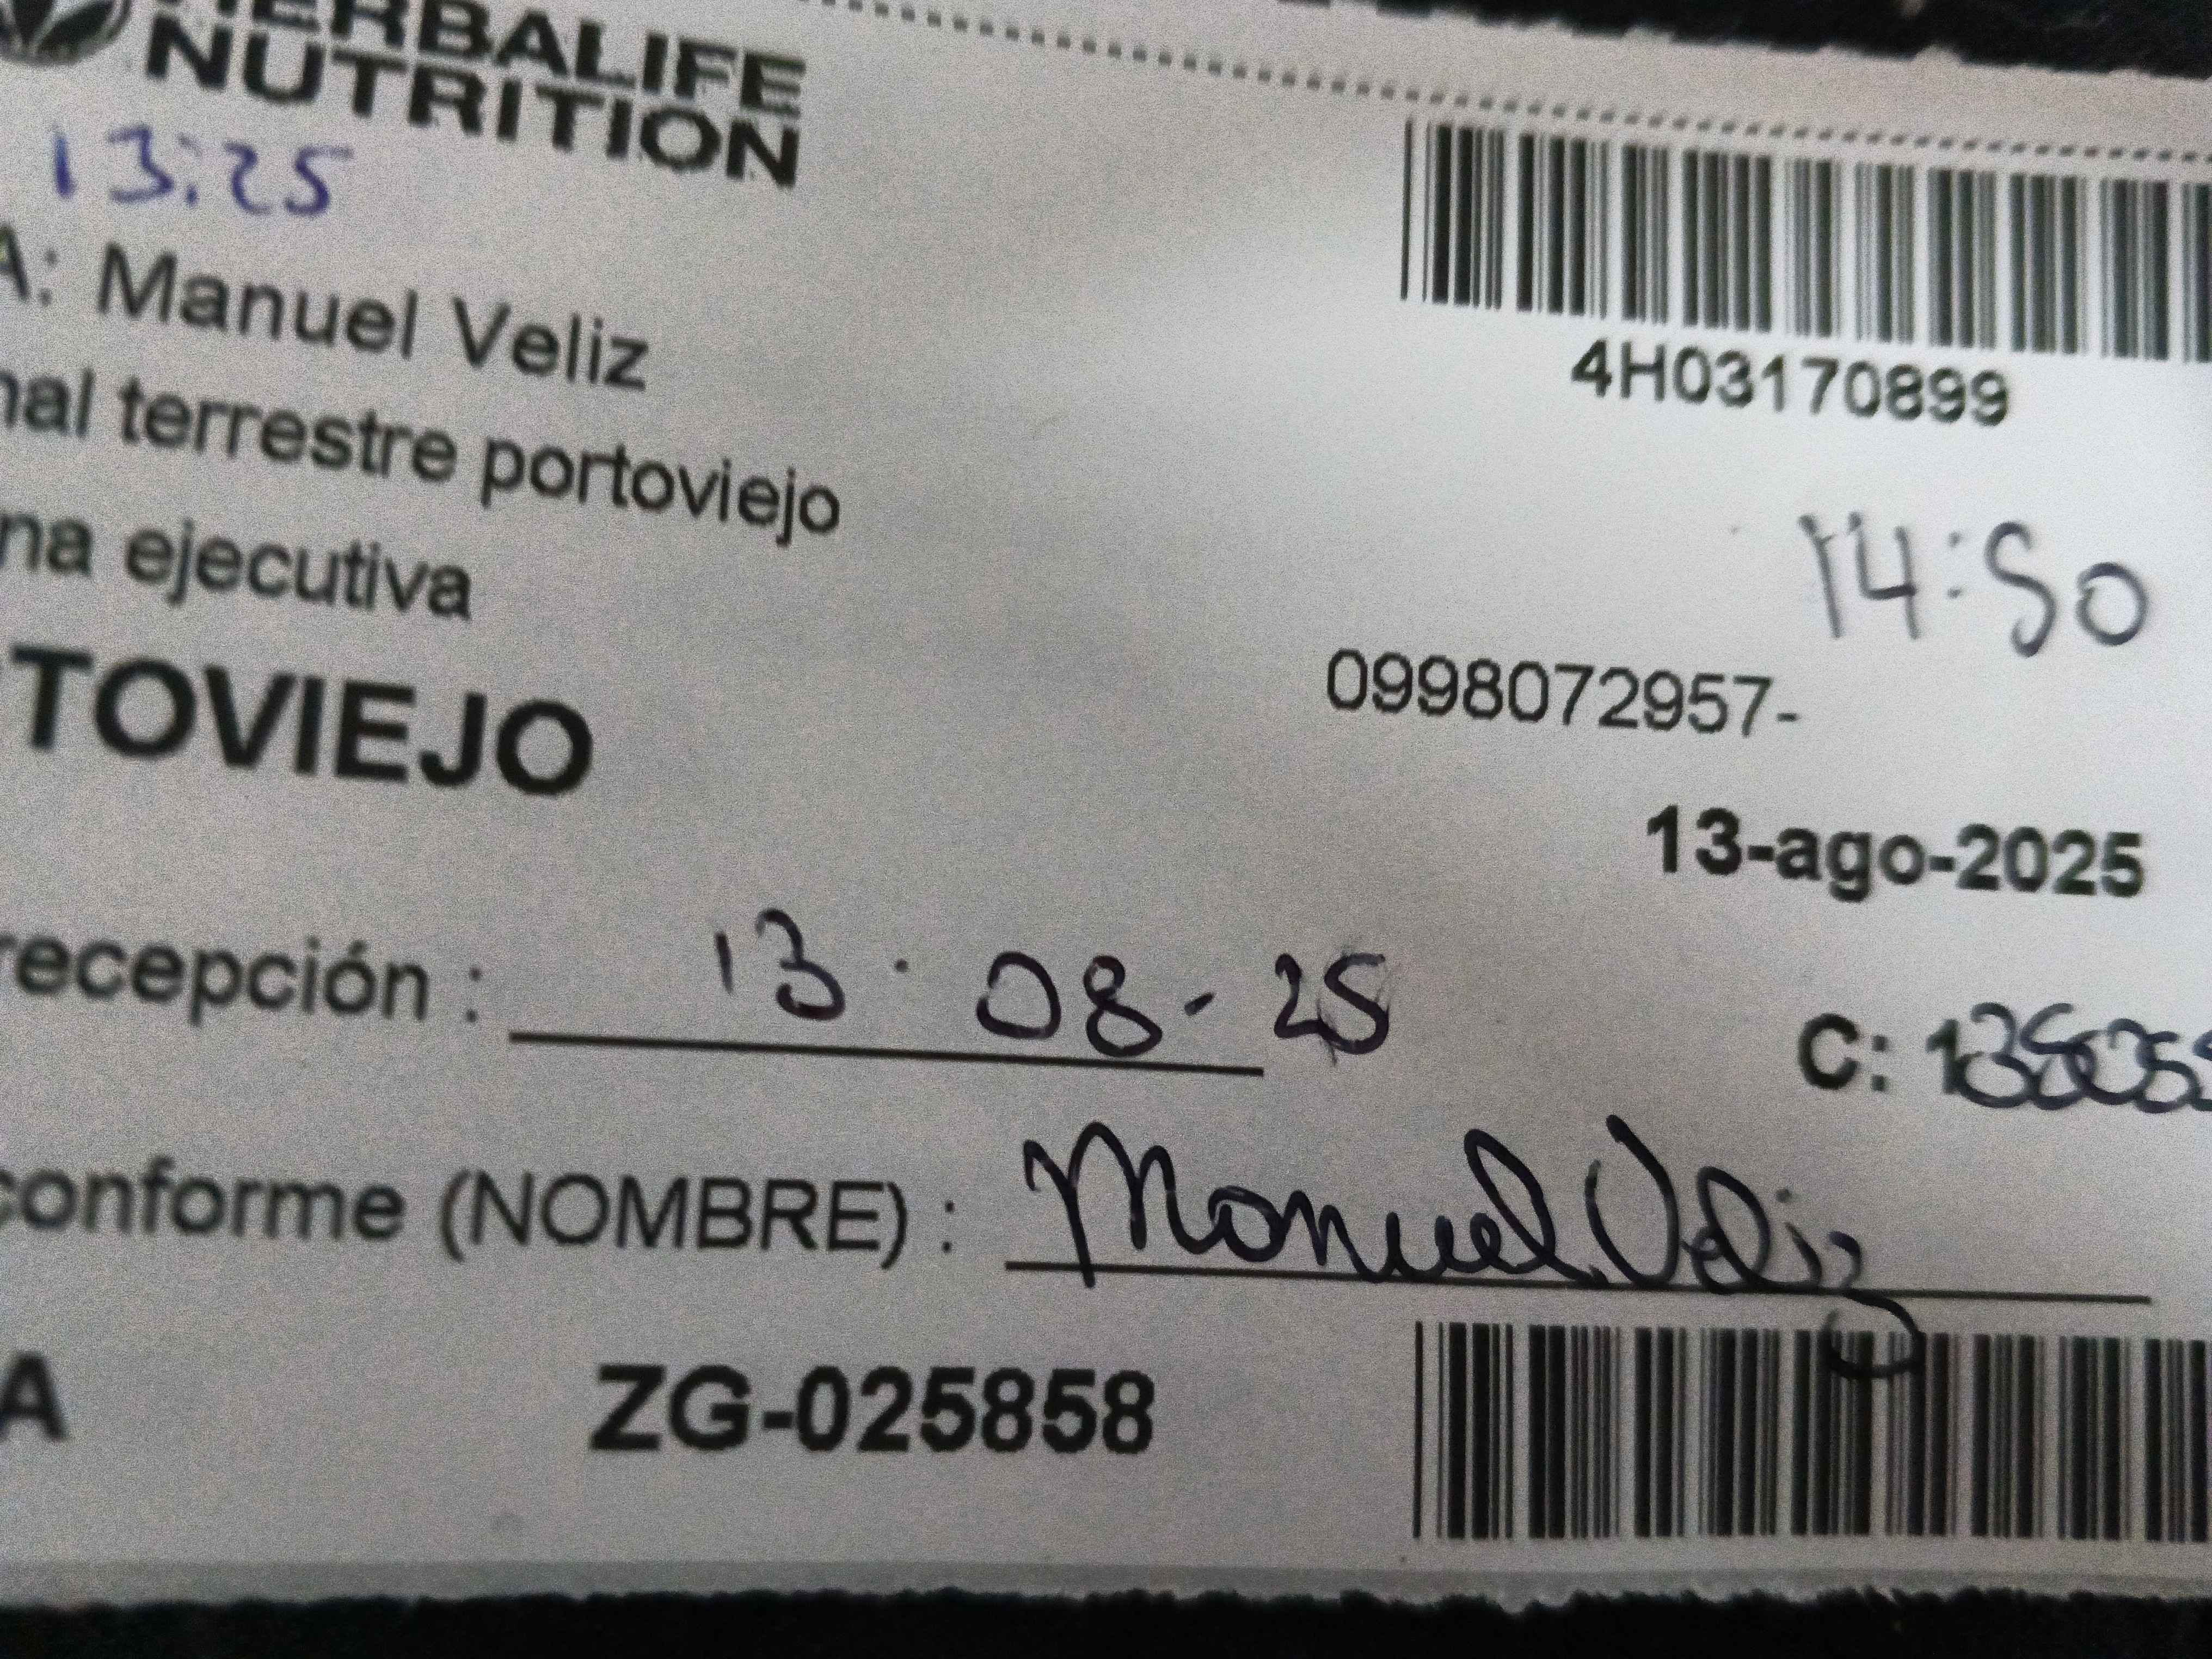 HERBALIFE
NUTRITION
13:25
4H03170899
A: Manuel Veliz
nal terrestre portoviejo
na ejecutiva
14:50
TOVIEJO
0998072957-
13-ago-2025
recepción : 13-08-25
C:
conforme (NOMBRE) : Manuel Veliz
A ZG-025858